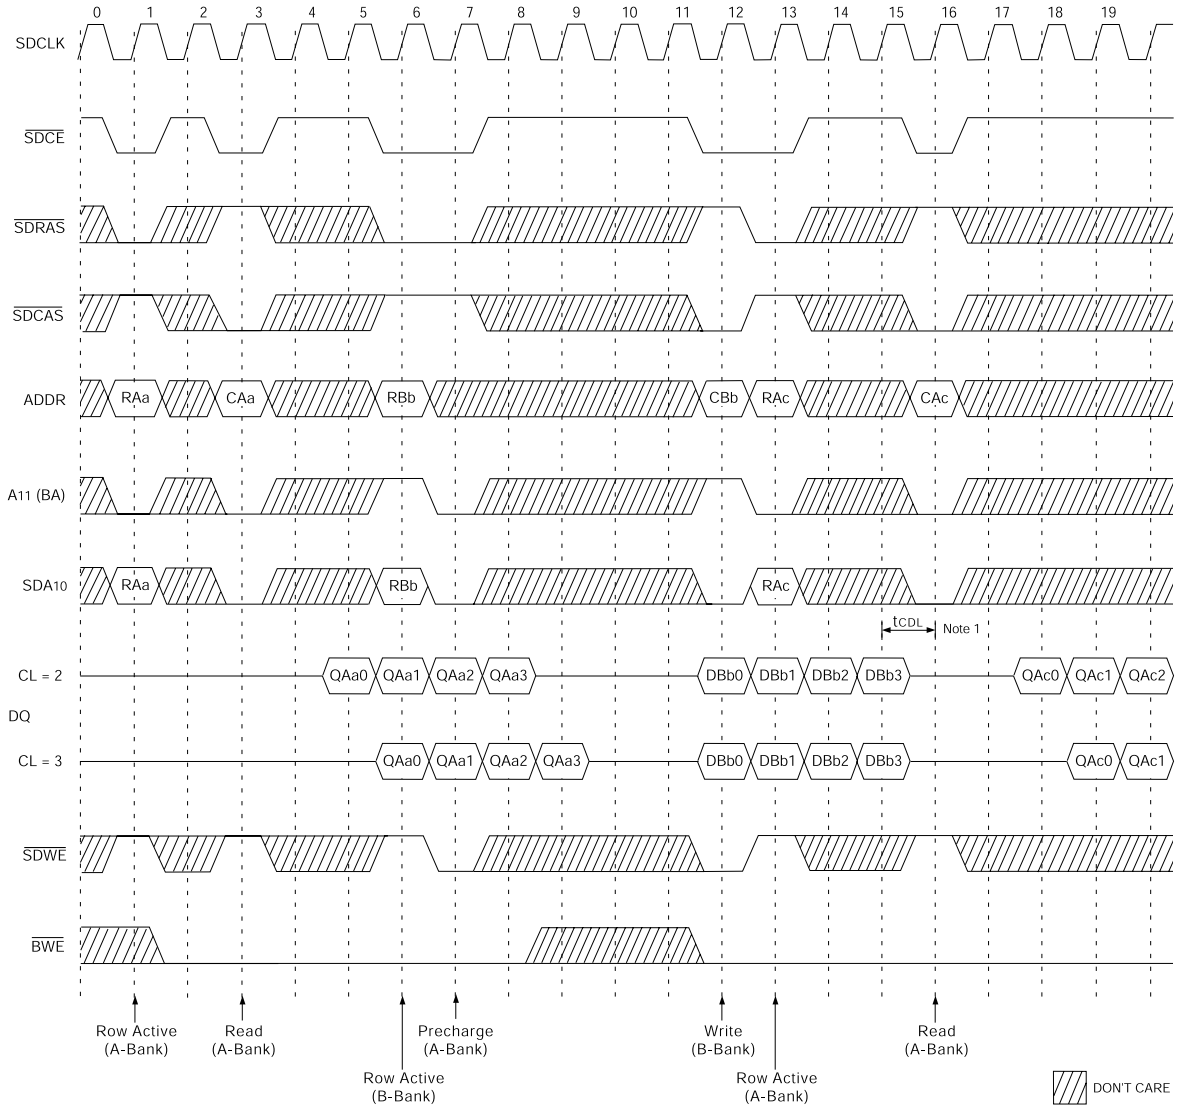 0 1 2 3 4 5 6 7 8 9 10 11 12 13 14 15 16 17 18 19
SDCLK
SDCE
SDRAS
SDCAS
ADDR RAa CAa RBb CBb RAc CAc
A11 (BA)
SDA10 RAa RBb RAc
tCDL Note 1
CL = 2 QAa0 QAa1 QAa2 QAa3 DBb0 DBb1 DBb2 DBb3 QAc0 QAc1 QAc2
DQ
CL = 3 QAa0 QAa1 QAa2 QAa3 DBb0 DBb1 DBb2 DBb3 QAc0 QAc1
SDWE
BWE
Row Active
(A-Bank)
Read
(A-Bank)
Row Active
(B-Bank)
Precharge
(A-Bank)
Write
(B-Bank)
Row Active
(A-Bank)
Read
(A-Bank)
DON'T CARE